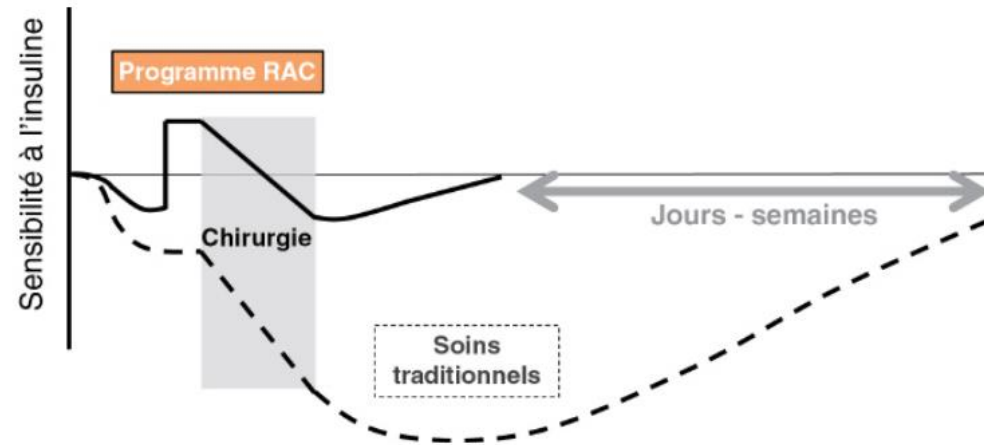 Sensibilité à l'insuline
Programme RAC
Chirurgie
Jours - semaines
Soins
traditionnels